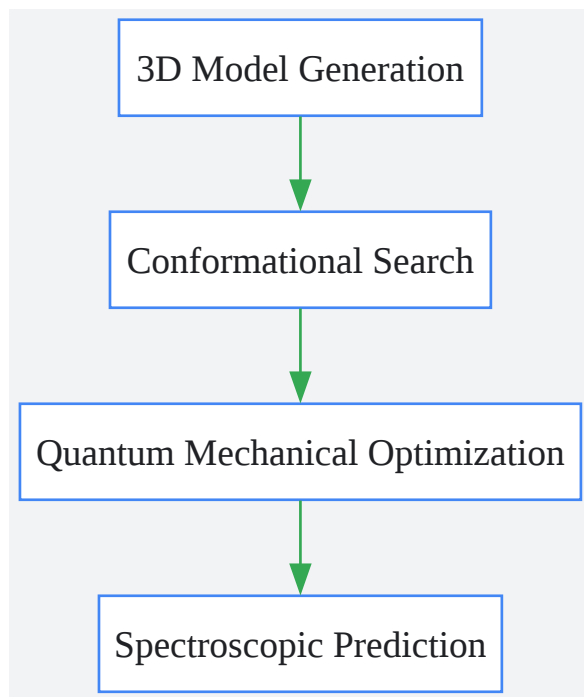 3D Model Generation
Conformational Search
Quantum Mechanical Optimization
Spectroscopic Prediction